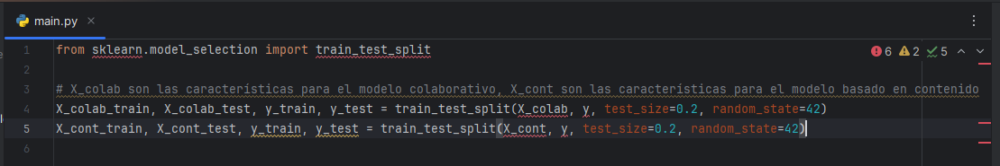 main.py
6 2 5
1 from sklearn.model_selection import train_test_split
2
3 # X_colab son las características para el modelo colaborativo, X_cont son las características para el modelo basado en contenido
4 X_colab_train, X_colab_test, y_train, y_test = train_test_split(X_colab, y, test_size=0.2, random_state=42)
5 X_cont_train, X_cont_test, y_train, y_test = train_test_split(X_cont, y, test_size=0.2, random_state=42)
6